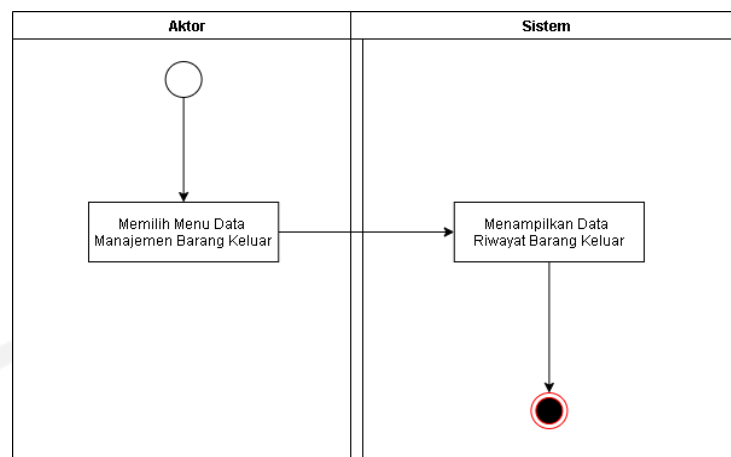 Aktor
Sistem
Memilih Menu Data
Manajemen Barang Keluar
Menampilkan Data
Riwayat Barang Keluar